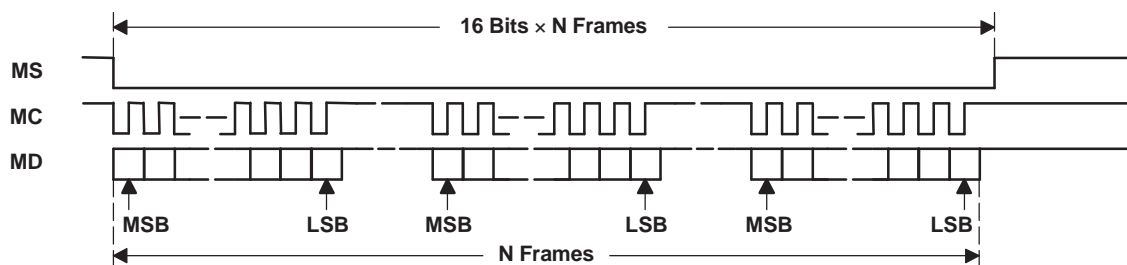 16 Bits × N Frames
MS
MC
MD
MSB LSB MSB LSB MSB LSB
N Frames